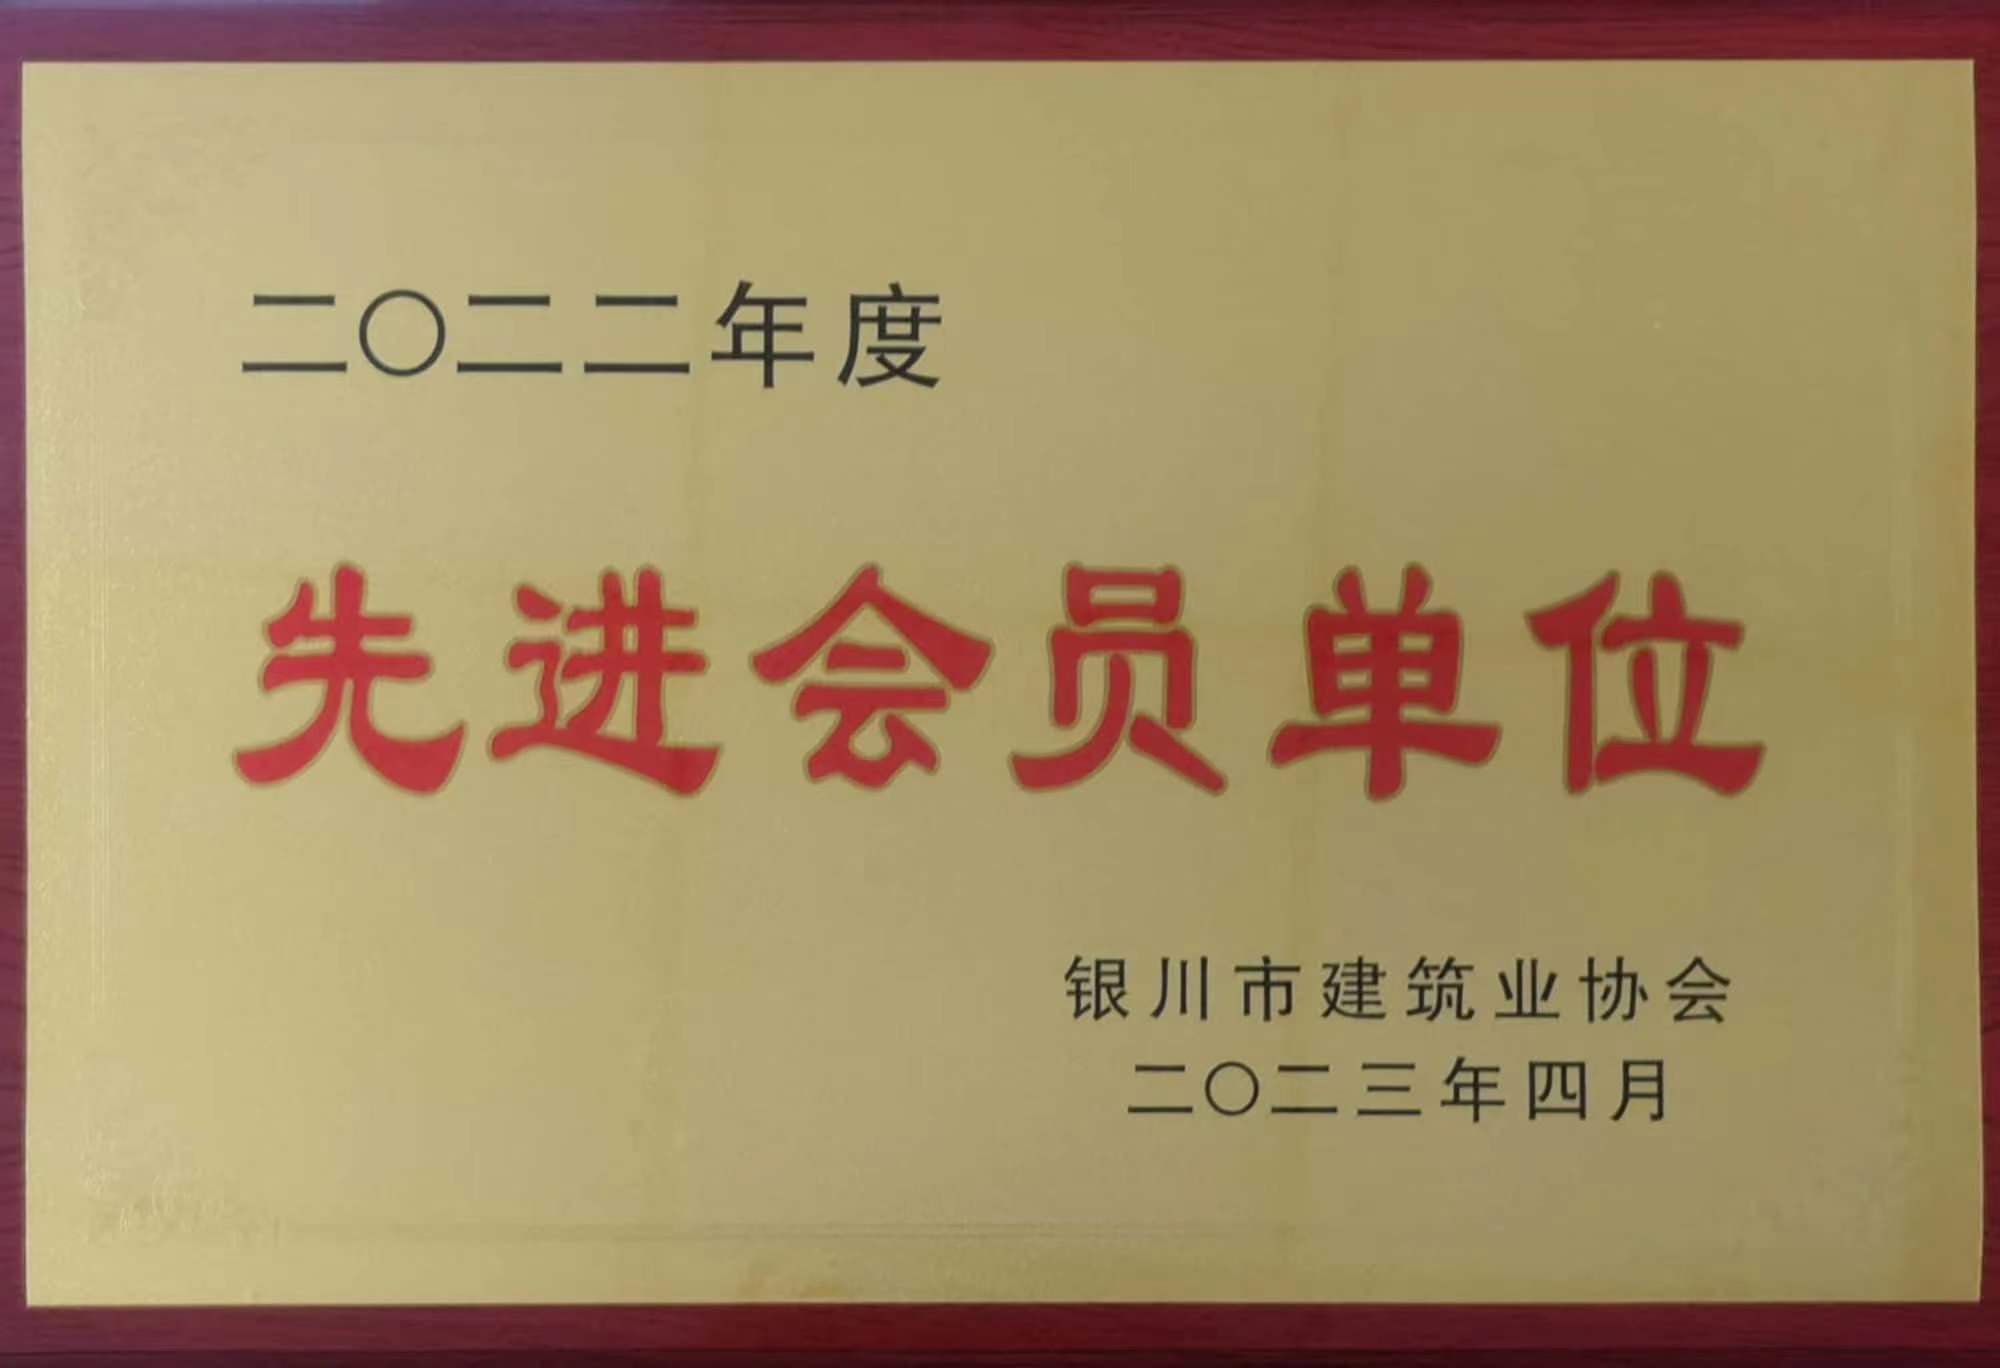 二〇二二年度
先进会员单位
银川市建筑业协会
二〇二三年四月